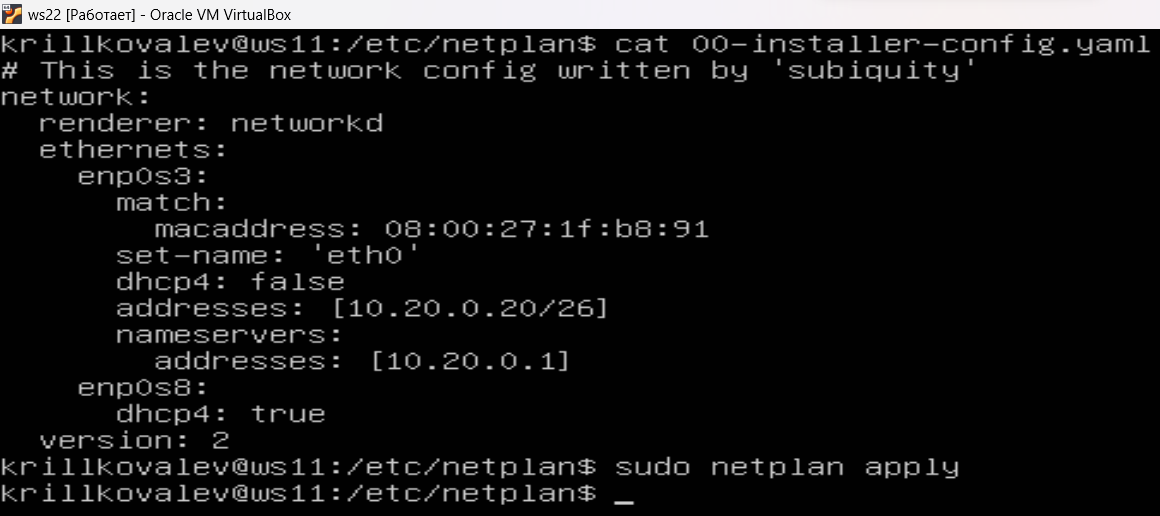 ws22 [Работает] - Oracle VM VirtualBox
krillkovalev@ws11:/etc/netplan$ cat 00-installer-config.yaml
# This is the network config written by 'subiquity'
network:
  renderer: networkd
  ethernets:
    enp0s3:
      match:
        macaddress: 08:00:27:1f:b8:91
      set-name: 'eth0'
      dhcp4: false
      addresses: [10.20.0.20/26]
      nameservers:
        addresses: [10.20.0.1]
    enp0s8:
      dhcp4: true
  version: 2
krillkovalev@ws11:/etc/netplan$ sudo netplan apply
krillkovalev@ws11:/etc/netplan$ _